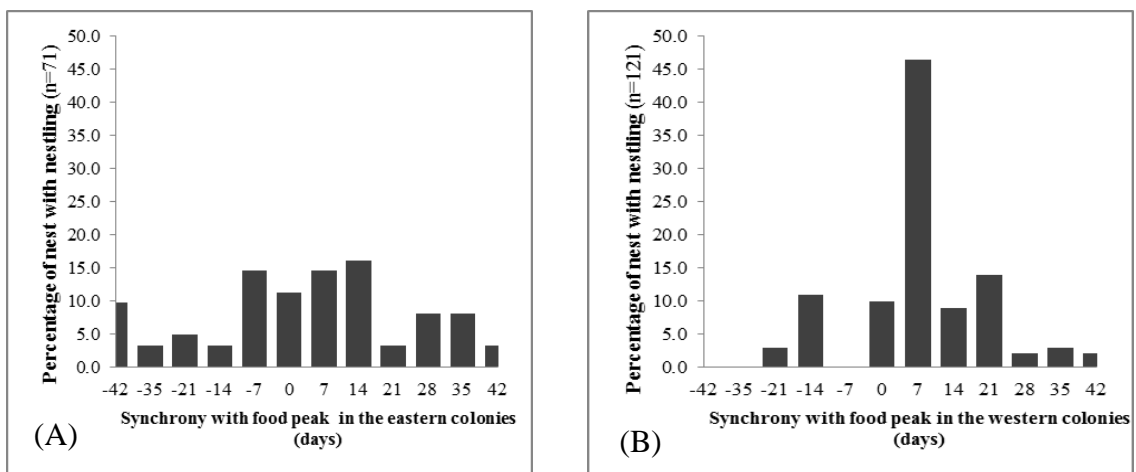 50.0
45.0
40.0
35.0
30.0
25.0
20.0
15.0
10.0
5.0
0.0
Percentage of nest with nestling (n=71)
-42 -35 -21 -14 -7 0 7 14 21 28 35 42
Synchrony with food peak in the eastern colonies
(days)
(A)
50.0
45.0
40.0
35.0
30.0
25.0
20.0
15.0
10.0
5.0
0.0
Percentage of nest with nestling (n=121)
-42 -35 -21 -14 -7 0 7 14 21 28 35 42
Synchrony with food peak in the western colonies
(days)
(B)